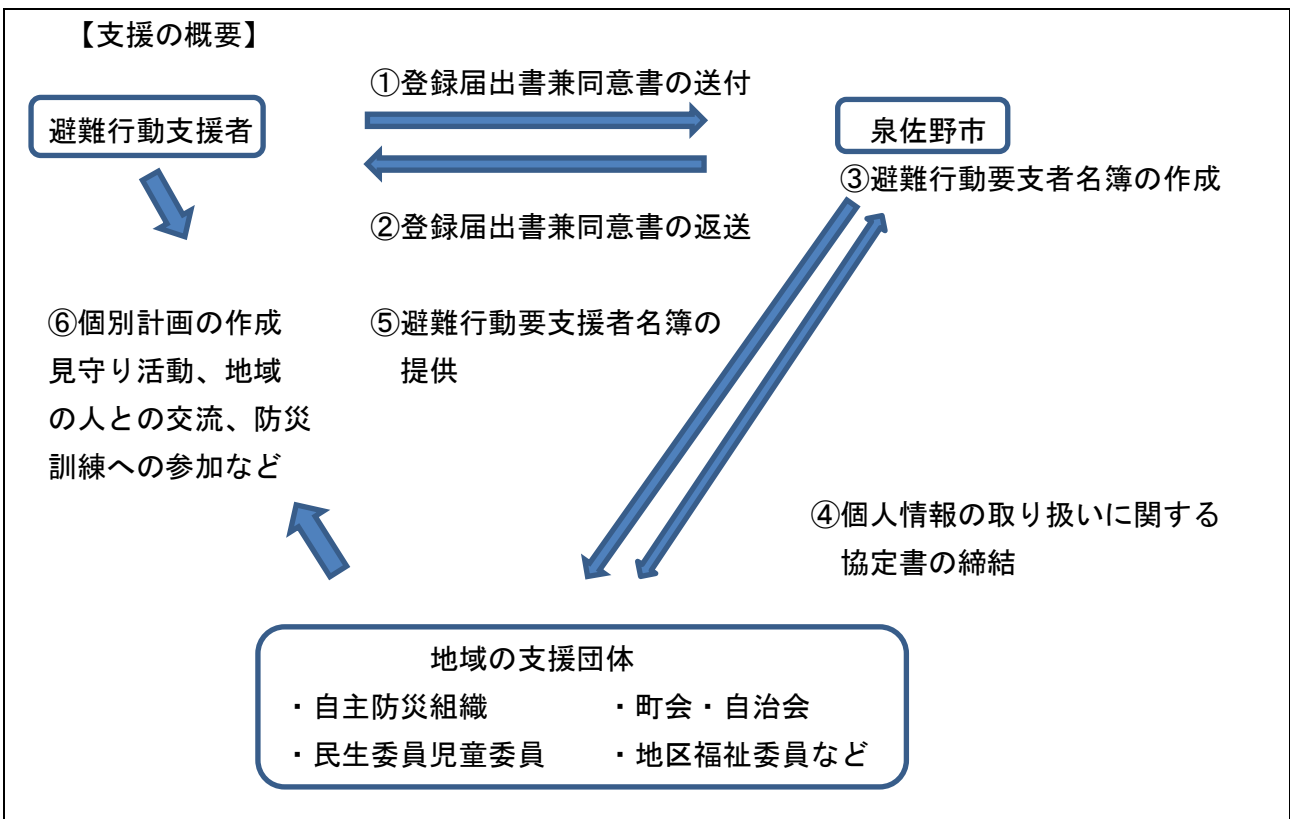 【支援の概要】
①登録届出書兼同意書の送付
避難行動支援者
泉佐野市
③避難行動要支者名簿の作成
②登録届出書兼同意書の返送
⑥個別計画の作成
見守り活動、地域
の人との交流、防災
訓練への参加など
⑤避難行動要支援者名簿の
提供
④個人情報の取り扱いに関する
協定書の締結
地域の支援団体
・自主防災組織
・町会・自治会
・民生委員児童委員
・地区福祉委員など